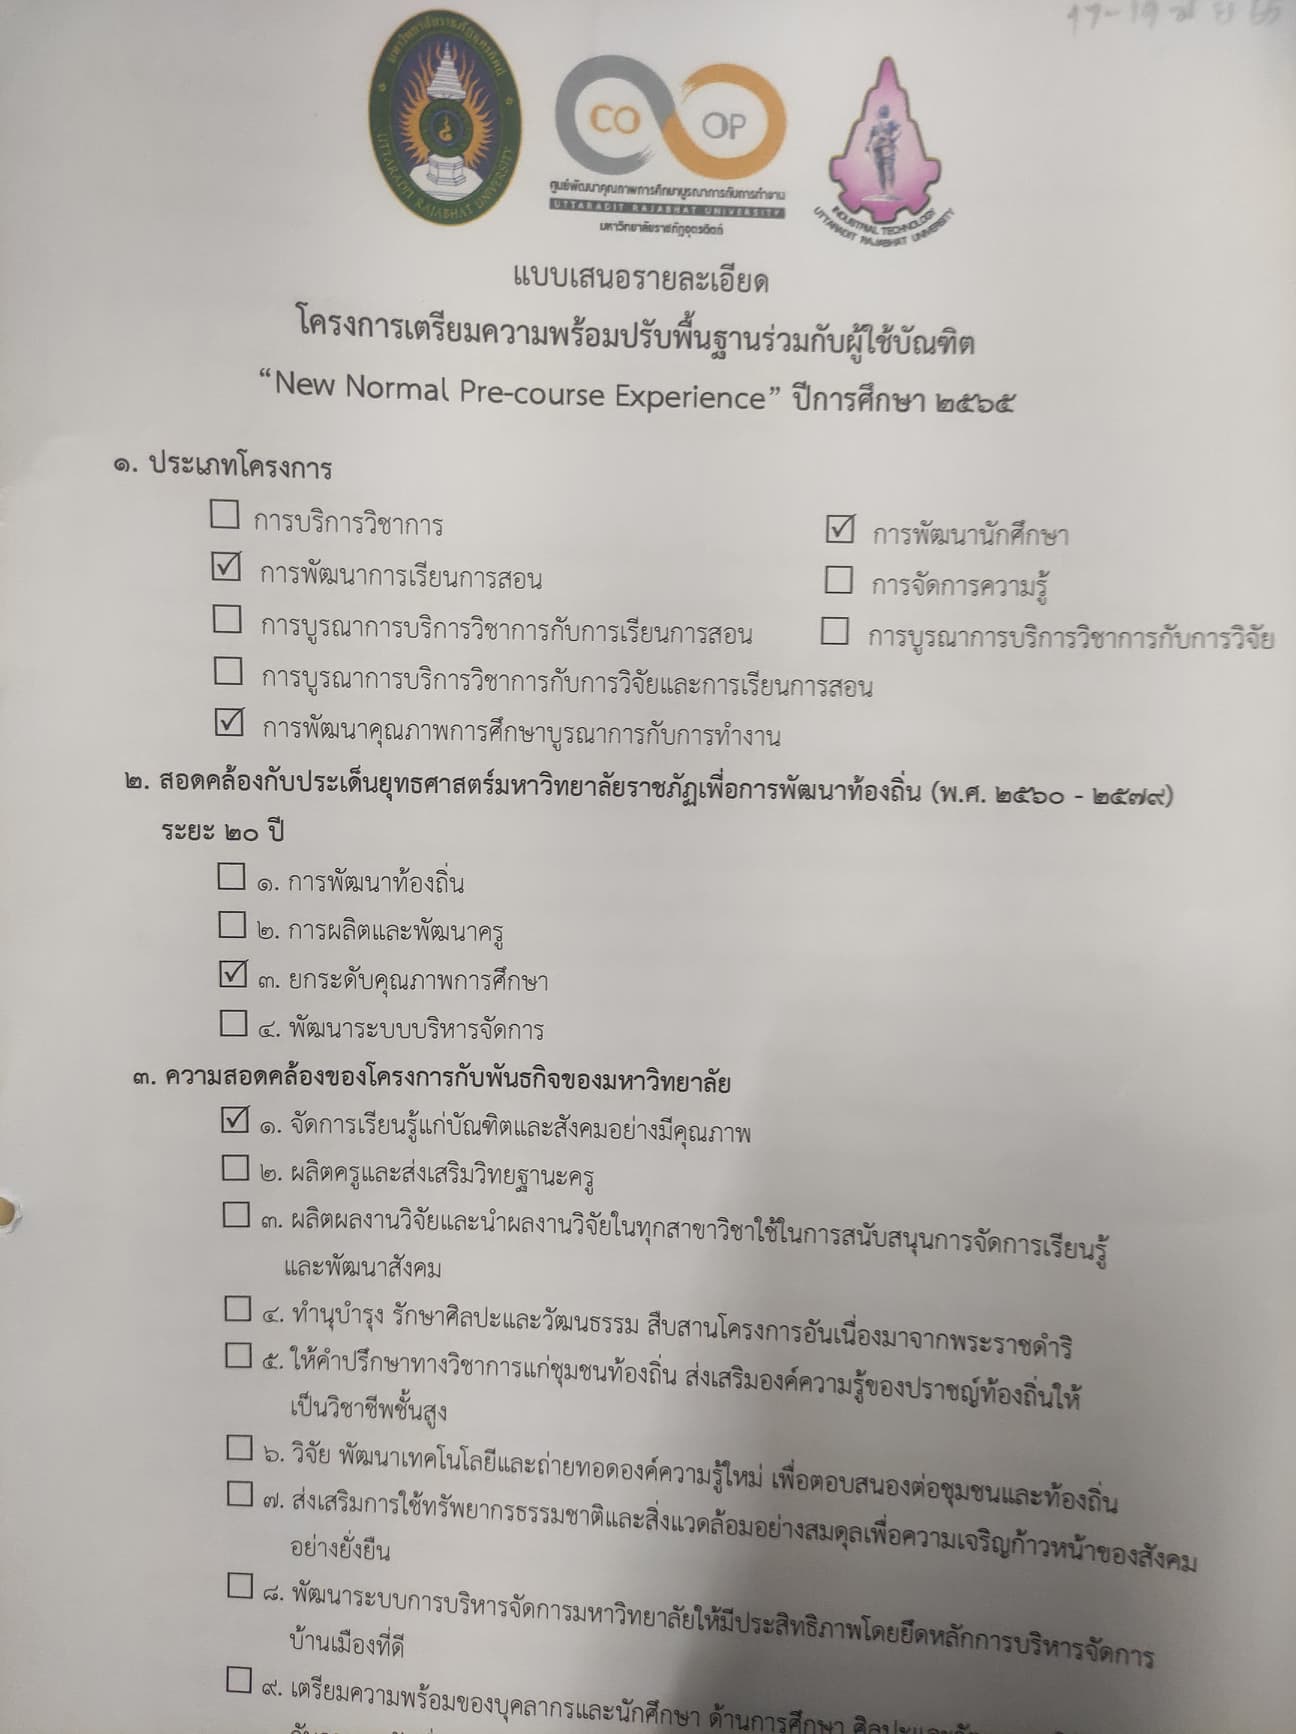 มหาวิทยาลัยราชภัฏอุตรดิตถ์
UTTARADIT RAJABHAT UNIVERSITY
CO OP
ศูนย์พัฒนาคุณภาพการศึกษาบูรณาการกับการทำงาน
UTTARADIT RAJABHAT UNIVERSITY
มหาวิทยาลัยราชภัฏอุตรดิตถ์
INDUSTRIAL TECHNOLOGY
UTTARADIT RAJABHAT UNIVERSITY
แบบเสนอรายละเอียด
โครงการเตรียมความพร้อมปรับพื้นฐานร่วมกับผู้ใช้บัณฑิต
“New Normal Pre-course Experience” ปีการศึกษา ๒๕๖๕
๑. ประเภทโครงการ
☐ การบริการวิชาการ ☑ การพัฒนานักศึกษา
☑ การพัฒนาการเรียนการสอน ☐ การจัดการความรู้
☐ การบูรณาการบริการวิชาการกับการเรียนการสอน ☐ การบูรณาการบริการวิชาการกับการวิจัย
☐ การบูรณาการบริการวิชาการกับการวิจัยและการเรียนการสอน
☑ การพัฒนาคุณภาพการศึกษาบูรณาการกับการทำงาน
๒. สอดคล้องกับประเด็นยุทธศาสตร์มหาวิทยาลัยราชภัฏเพื่อการพัฒนาท้องถิ่น (พ.ศ. ๒๕๖๐ - ๒๕๗๙)
ระยะ ๒๐ ปี
☐ ๑. การพัฒนาท้องถิ่น
☐ ๒. การผลิตและพัฒนาครู
☑ ๓. ยกระดับคุณภาพการศึกษา
☐ ๔. พัฒนาระบบบริหารจัดการ
๓. ความสอดคล้องของโครงการกับพันธกิจของมหาวิทยาลัย
☑ ๑. จัดการเรียนรู้แก่บัณฑิตและสังคมอย่างมีคุณภาพ
☐ ๒. ผลิตครูและส่งเสริมวิทยฐานะครู
☐ ๓. ผลิตผลงานวิจัยและนำผลงานวิจัยในทุกสาขาวิชาใช้ในการสนับสนุนการจัดการเรียนรู้
และพัฒนาสังคม
☐ ๔. ทำนุบำรุง รักษาศิลปะและวัฒนธรรม สืบสานโครงการอันเนื่องมาจากพระราชดำริ
☐ ๕. ให้คำปรึกษาทางวิชาการแก่ชุมชนท้องถิ่น ส่งเสริมองค์ความรู้ของปราชญ์ท้องถิ่นให้
เป็นวิชาชีพชั้นสูง
☐ ๖. วิจัย พัฒนาเทคโนโลยีและถ่ายทอดองค์ความรู้ใหม่ เพื่อตอบสนองต่อชุมชนและท้องถิ่น
☐ ๗. ส่งเสริมการใช้ทรัพยากรธรรมชาติและสิ่งแวดล้อมอย่างสมดุลเพื่อความเจริญก้าวหน้าของสังคม
อย่างยั่งยืน
☐ ๘. พัฒนาระบบการบริหารจัดการมหาวิทยาลัยให้มีประสิทธิภาพโดยยึดหลักการบริหารจัดการ
บ้านเมืองที่ดี
☐ ๙. เตรียมความพร้อมของบุคลากรและนักศึกษา ด้านการศึกษา